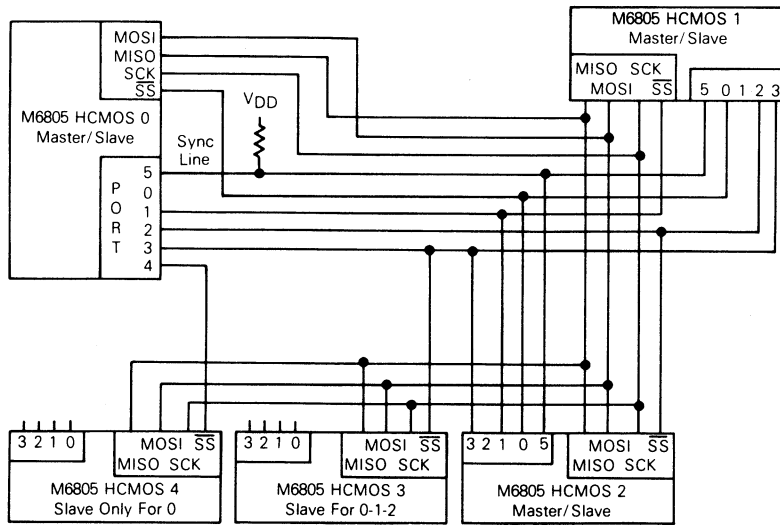 MOSI
MISO
SCK
SS
M6805 HCMOS 0
Master/Slave
PORT
5
0
1
2
3
4
VDD
Sync
Line
M6805 HCMOS 1
Master/Slave
MISO SCK
MOSI SS
5 0 1 2 3
3 2 1 0
MOSI SS
MISO SCK
M6805 HCMOS 4
Slave Only For 0
3 2 1 0
MOSI SS
MISO SCK
M6805 HCMOS 3
Slave For 0-1-2
3 2 1 0 5
MOSI SS
MISO SCK
M6805 HCMOS 2
Master/Slave